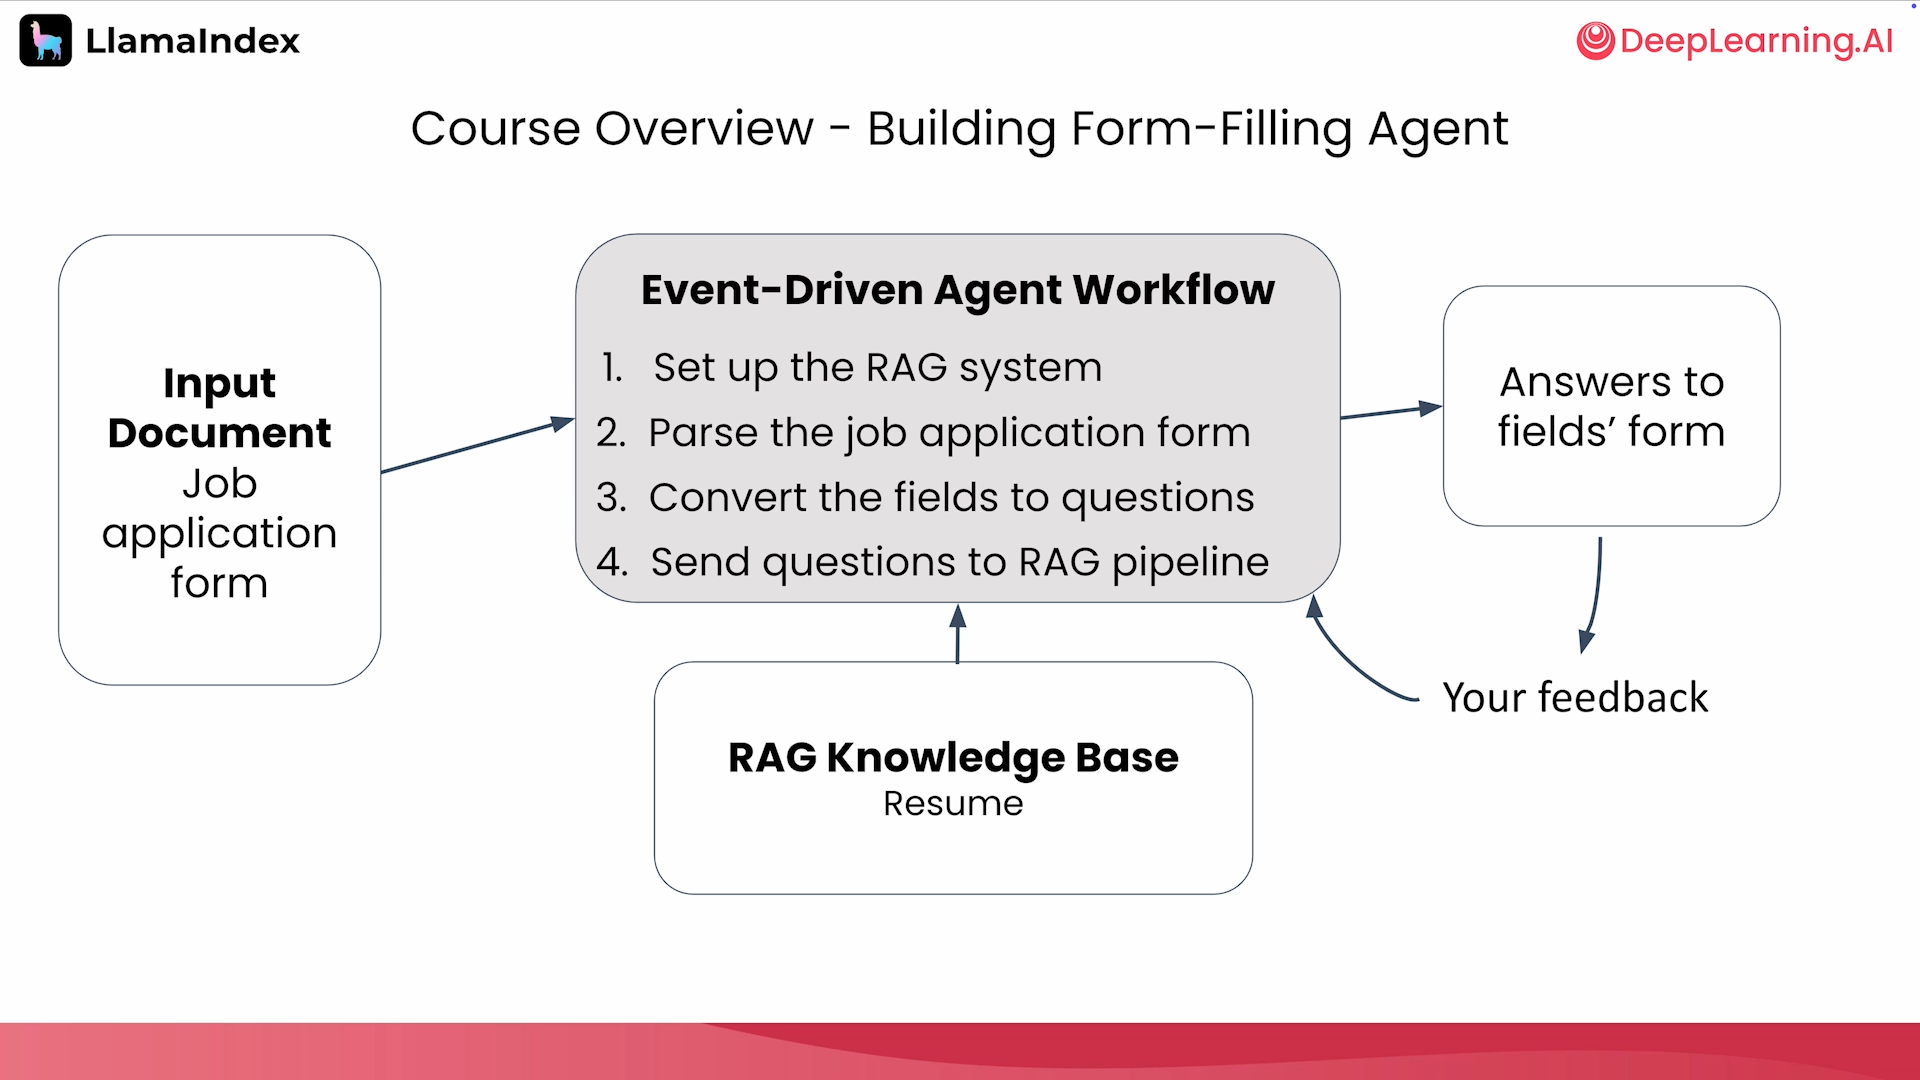 LlamaIndex
DeepLearning.AI
Course Overview - Building Form-Filling Agent
Input
Document
Job
application
form
Event-Driven Agent Workflow
1. Set up the RAG system
2. Parse the job application form
3. Convert the fields to questions
4. Send questions to RAG pipeline
Answers to
fields’ form
Your feedback
RAG Knowledge Base
Resume